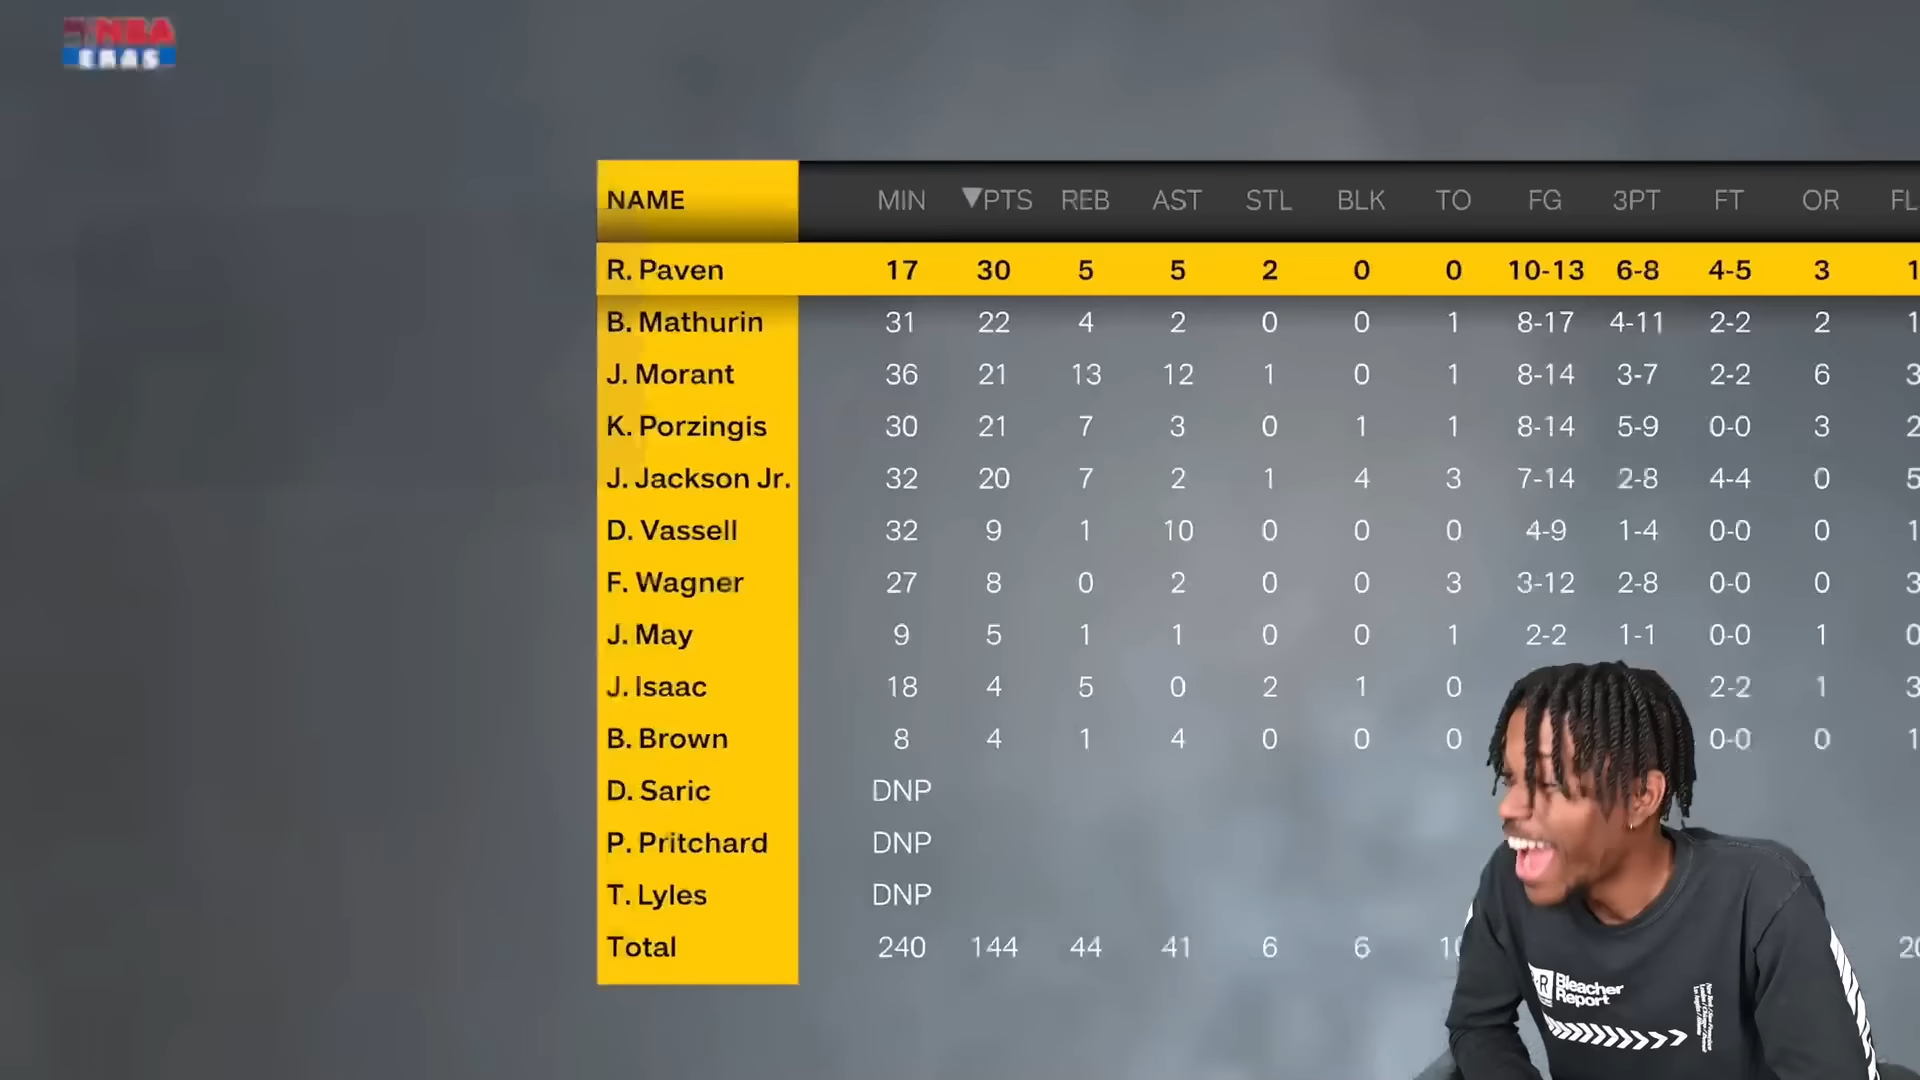 NBA
ERAS
NAME MIN ▼PTS REB AST STL BLK TO FG 3PT FT OR FL
R. Paven 17 30 5 5 2 0 0 10-13 6-8 4-5 3 1
B. Mathurin 31 22 4 2 0 0 1 8-17 4-11 2-2 2 1
J. Morant 36 21 13 12 1 0 1 8-14 3-7 2-2 6 3
K. Porzingis 30 21 7 3 0 1 1 8-14 5-9 0-0 3 2
J. Jackson Jr. 32 20 7 2 1 4 3 7-14 2-8 4-4 0 5
D. Vassell 32 9 1 10 0 0 0 4-9 1-4 0-0 0 1
F. Wagner 27 8 0 2 0 0 3 3-12 2-8 0-0 0 3
J. May 9 5 1 1 0 0 1 2-2 1-1 0-0 1 0
J. Isaac 18 4 5 0 2 1 0 2-2 1 3
B. Brown 8 4 1 4 0 0 0 0-0 0 1
D. Saric DNP
P. Pritchard DNP
T. Lyles DNP
Total 240 144 44 41 6 6 10 20
Bleacher
Report